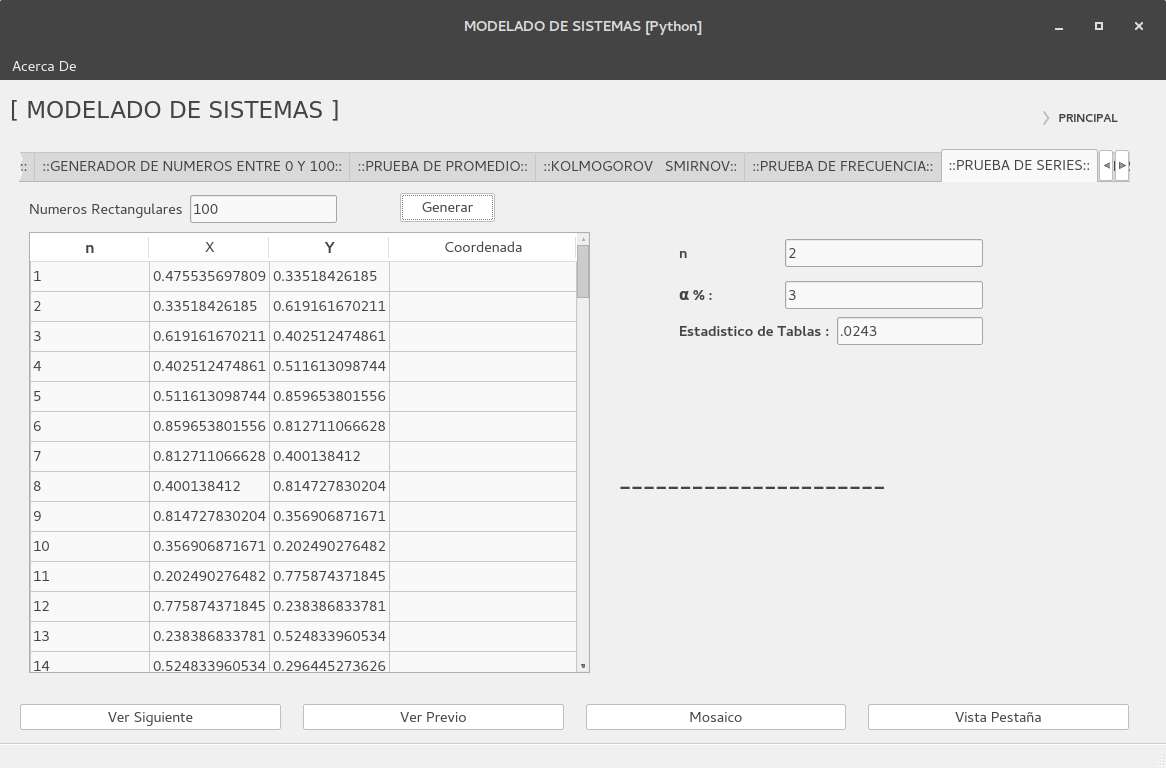 MODELADO DE SISTEMAS [Python]
Acerca De
[ MODELADO DE SISTEMAS ]
PRINCIPAL
::GENERADOR DE NUMEROS ENTRE 0 Y 100:: ::PRUEBA DE PROMEDIO:: ::KOLMOGOROV SMIRNOV:: ::PRUEBA DE FRECUENCIA:: ::PRUEBA DE SERIES::
Numeros Rectangulares 100 Generar
n X Y Coordenada
1 0.475535697809 0.33518426185
2 0.33518426185 0.619161670211
3 0.619161670211 0.402512474861
4 0.402512474861 0.511613098744
5 0.511613098744 0.859653801556
6 0.859653801556 0.812711066628
7 0.812711066628 0.400138412
8 0.400138412 0.814727830204
9 0.814727830204 0.356906871671
10 0.356906871671 0.202490276482
11 0.202490276482 0.775874371845
12 0.775874371845 0.238386833781
13 0.238386833781 0.524833960534
14 0.524833960534 0.296445273626
n 2
α % : 3
Estadistico de Tablas : .0243
----------------------
Ver Siguiente Ver Previo Mosaico Vista Pestaña